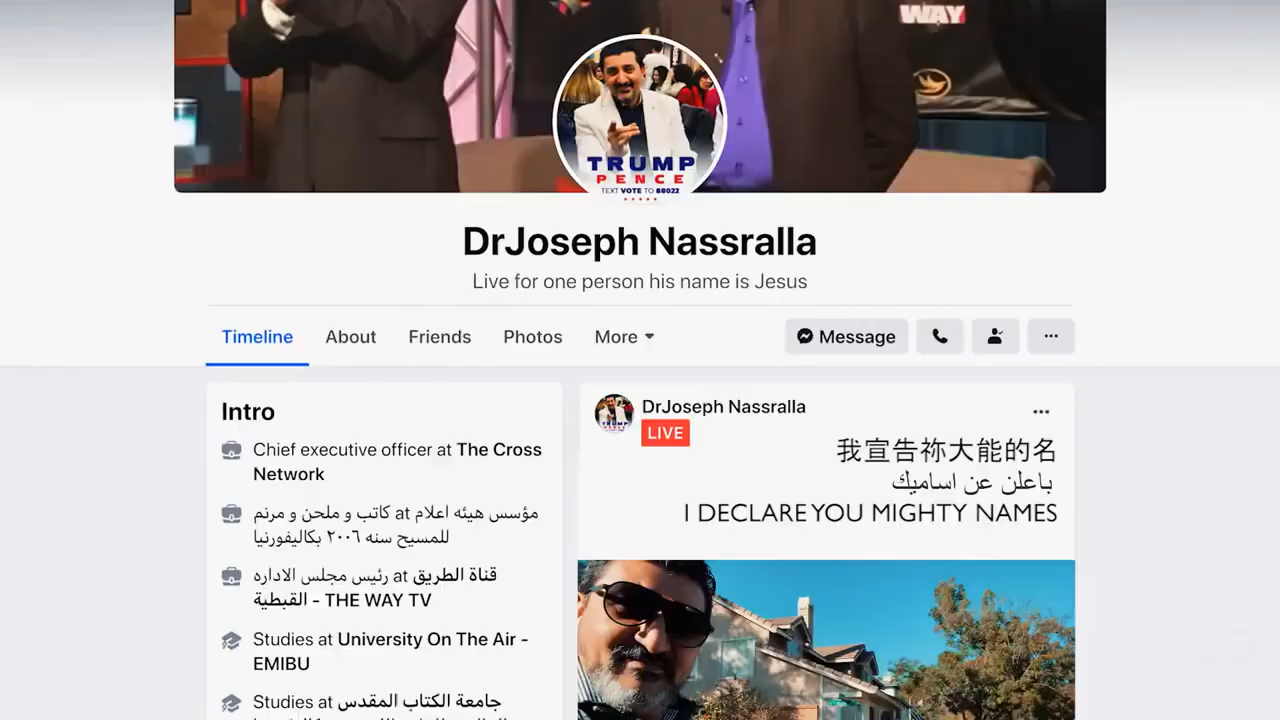 WAY
TRUMP
PENCE
TEXT VOTE TO 88022
DrJoseph Nassralla
Live for one person his name is Jesus
Timeline
About
Friends
Photos
More
Message
Intro
Chief executive officer at The Cross
Network
مؤسس هيئه اعلام at كاتب و ملحن و مرنم
للمسيح سنه ٢٠٠٦ بكاليفورنيا
رئيس مجلس الاداره at قناة الطريق
القبطية - THE WAY TV
Studies at University On The Air -
EMIBU
Studies at جامعة الكتاب المقدس
DrJoseph Nassralla
LIVE
我宣告祢大能的名
باعلن عن اساميك
I DECLARE YOU MIGHTY NAMES